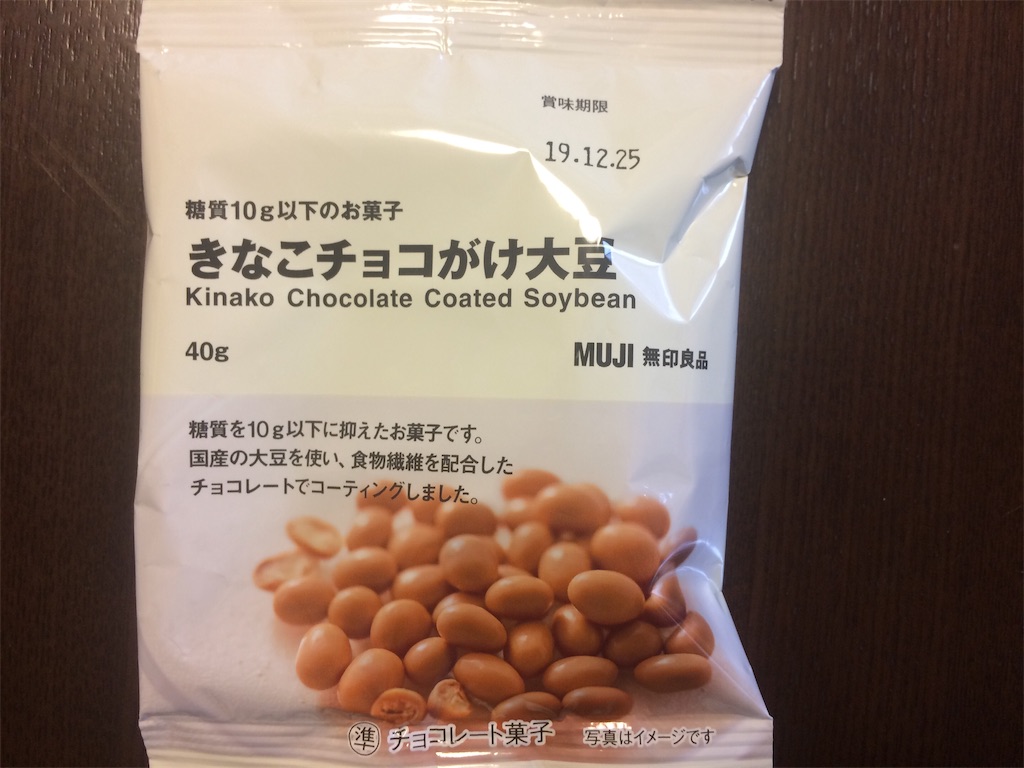 賞味期限
19.12.25
糖質10g以下のお菓子
きなこチョコがけ大豆
Kinako Chocolate Coated Soybean
40g
MUJI 無印良品
糖質を10g以下に抑えたお菓子です。
国産の大豆を使い、食物繊維を配合した
チョコレートでコーティングしました。
準 チョコレート菓子 写真はイメージです